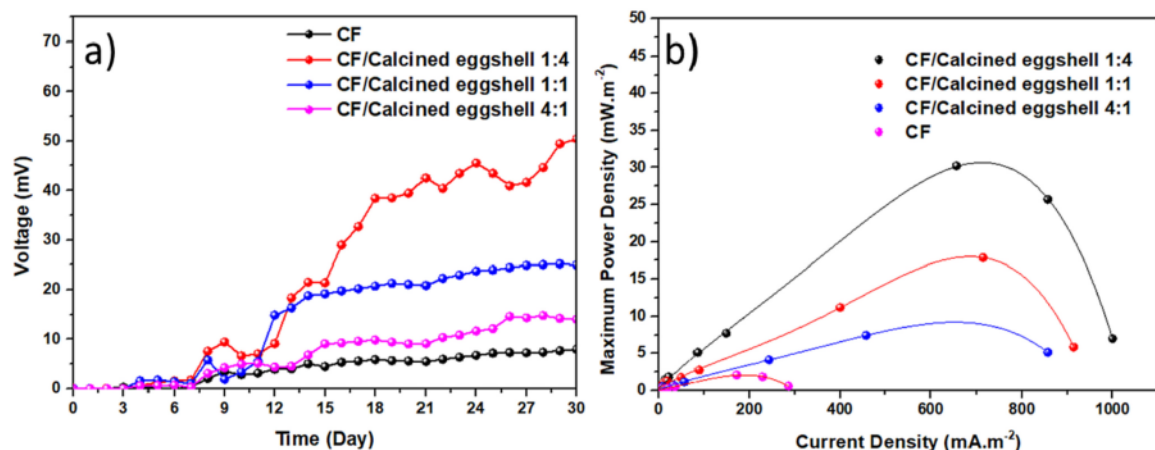 a)
CF
CF/Calcined eggshell 1:4
CF/Calcined eggshell 1:1
CF/Calcined eggshell 4:1
Voltage (mV)
70
60
50
40
30
20
10
0
0 3 6 9 12 15 18 21 24 27 30
Time (Day)
b)
CF/Calcined eggshell 1:4
CF/Calcined eggshell 1:1
CF/Calcined eggshell 4:1
CF
Maximum Power Density (mW.m⁻²)
50
45
40
35
30
25
20
15
10
5
0
0 200 400 600 800 1000
Current Density (mA.m⁻²)